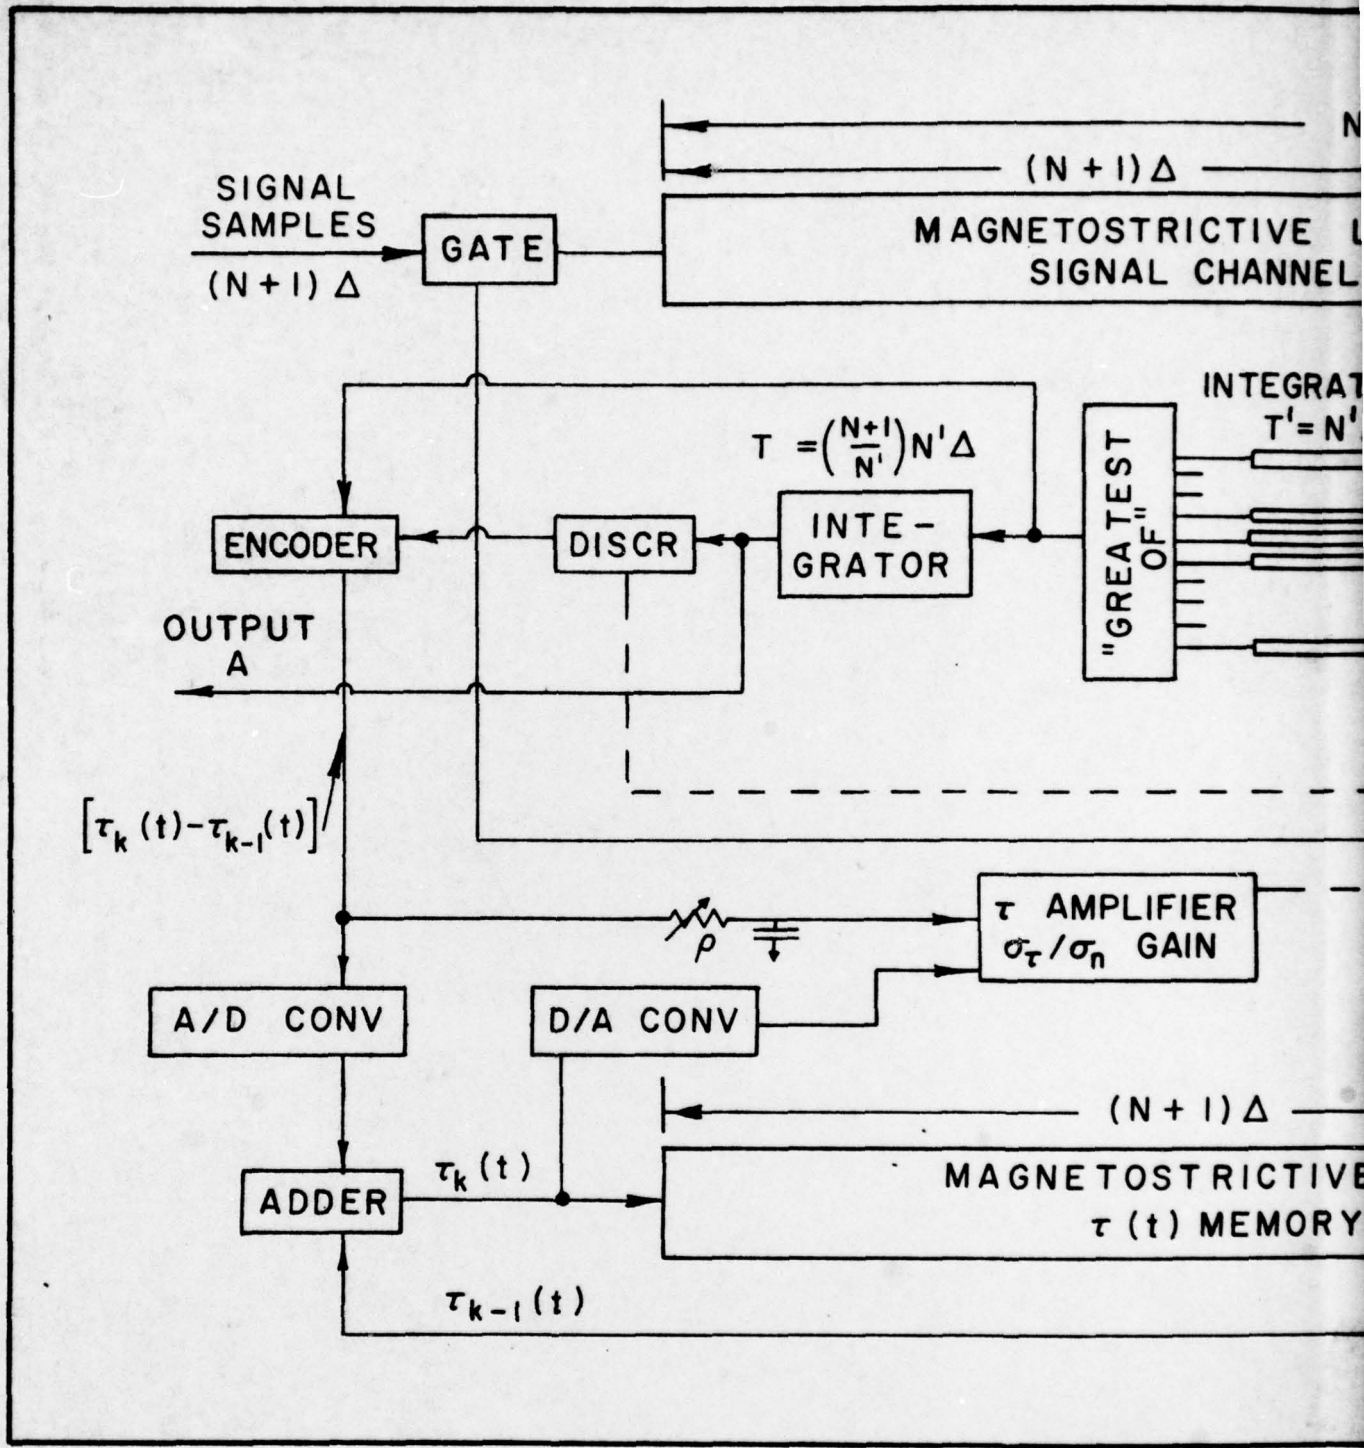 N
(N + 1) Δ
SIGNAL
SAMPLES
(N + 1) Δ
GATE
MAGNETOSTRICTIVE
SIGNAL CHANNEL
INTEGRAT
T' = N'
T = (N+1/N') N' Δ
"GREATEST
OF"
INTE-
GRATOR
DISCR
ENCODER
OUTPUT
A
[τk (t) - τk-1 (t)]
ρ
τ AMPLIFIER
στ/σn GAIN
A/D CONV
D/A CONV
(N + 1) Δ
ADDER
τk (t)
MAGNETOSTRICTIVE
τ (t) MEMORY
τk-1 (t)